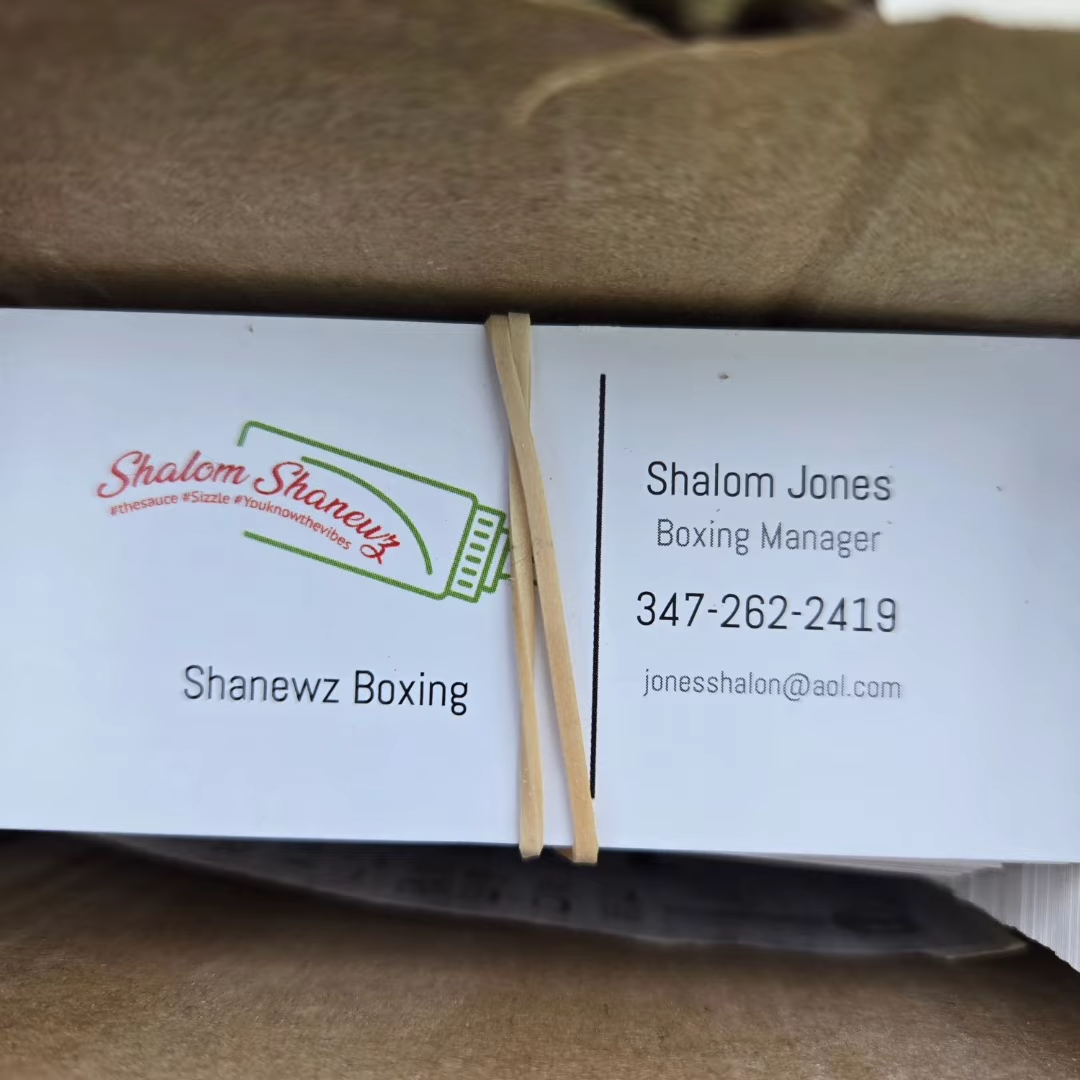 Shalom Shanewz
#thesauce #Sizzle #Youknowthevibes
Shanewz Boxing
Shalom Jones
Boxing Manager
347-262-2419
jonesshalon@aol.com